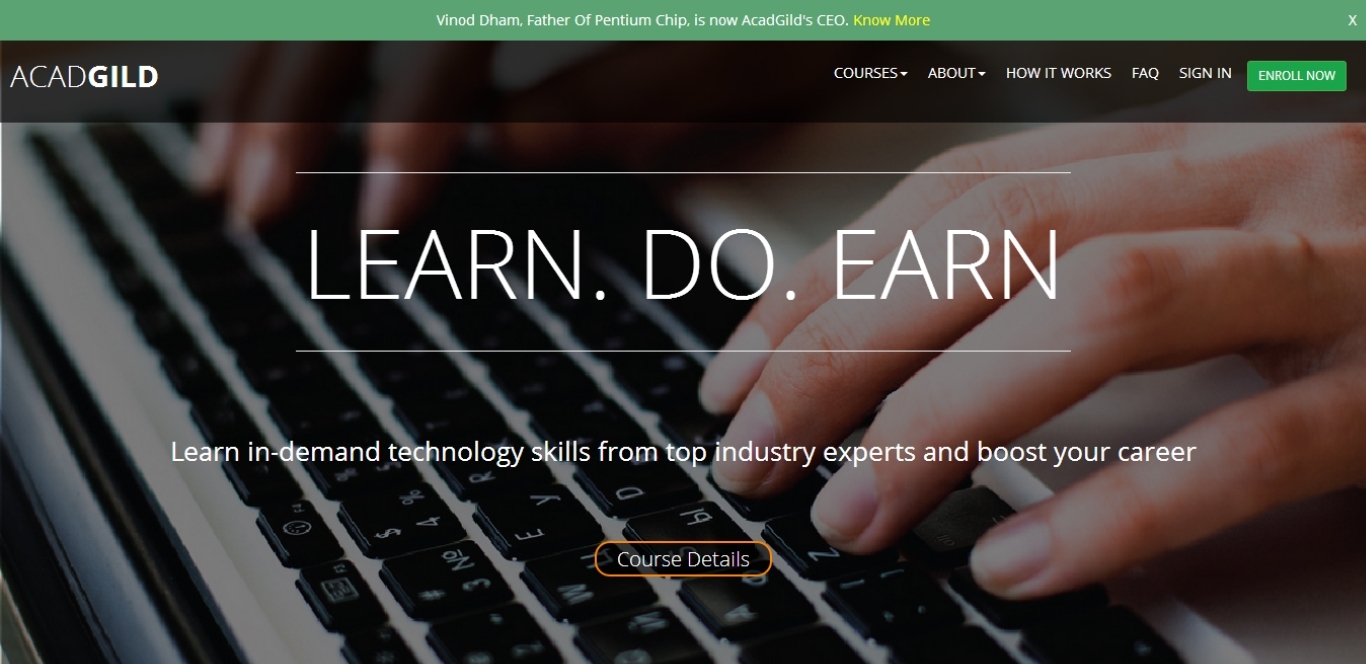 Vinod Dham, Father Of Pentium Chip, is now AcadGild's CEO. Know More X
ACADGILD COURSES ABOUT HOW IT WORKS FAQ SIGN IN ENROLL NOW
LEARN. DO. EARN
Learn in-demand technology skills from top industry experts and boost your career
Course Details